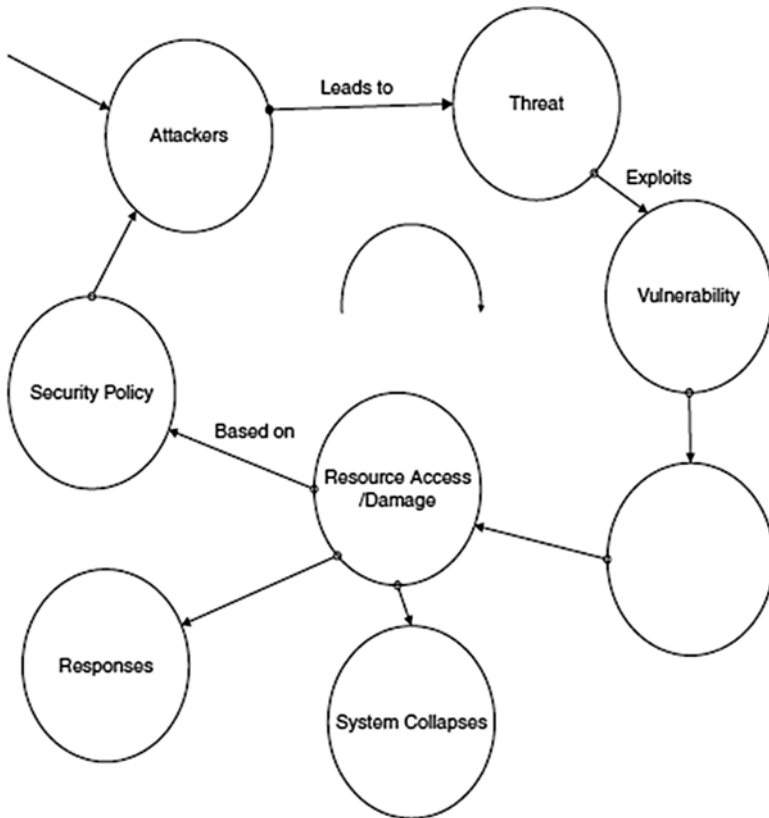 Attackers
Leads to
Threat
Exploits
Vulnerability
Security Policy
Based on
Resource Access
/Damage
Responses
System Collapses